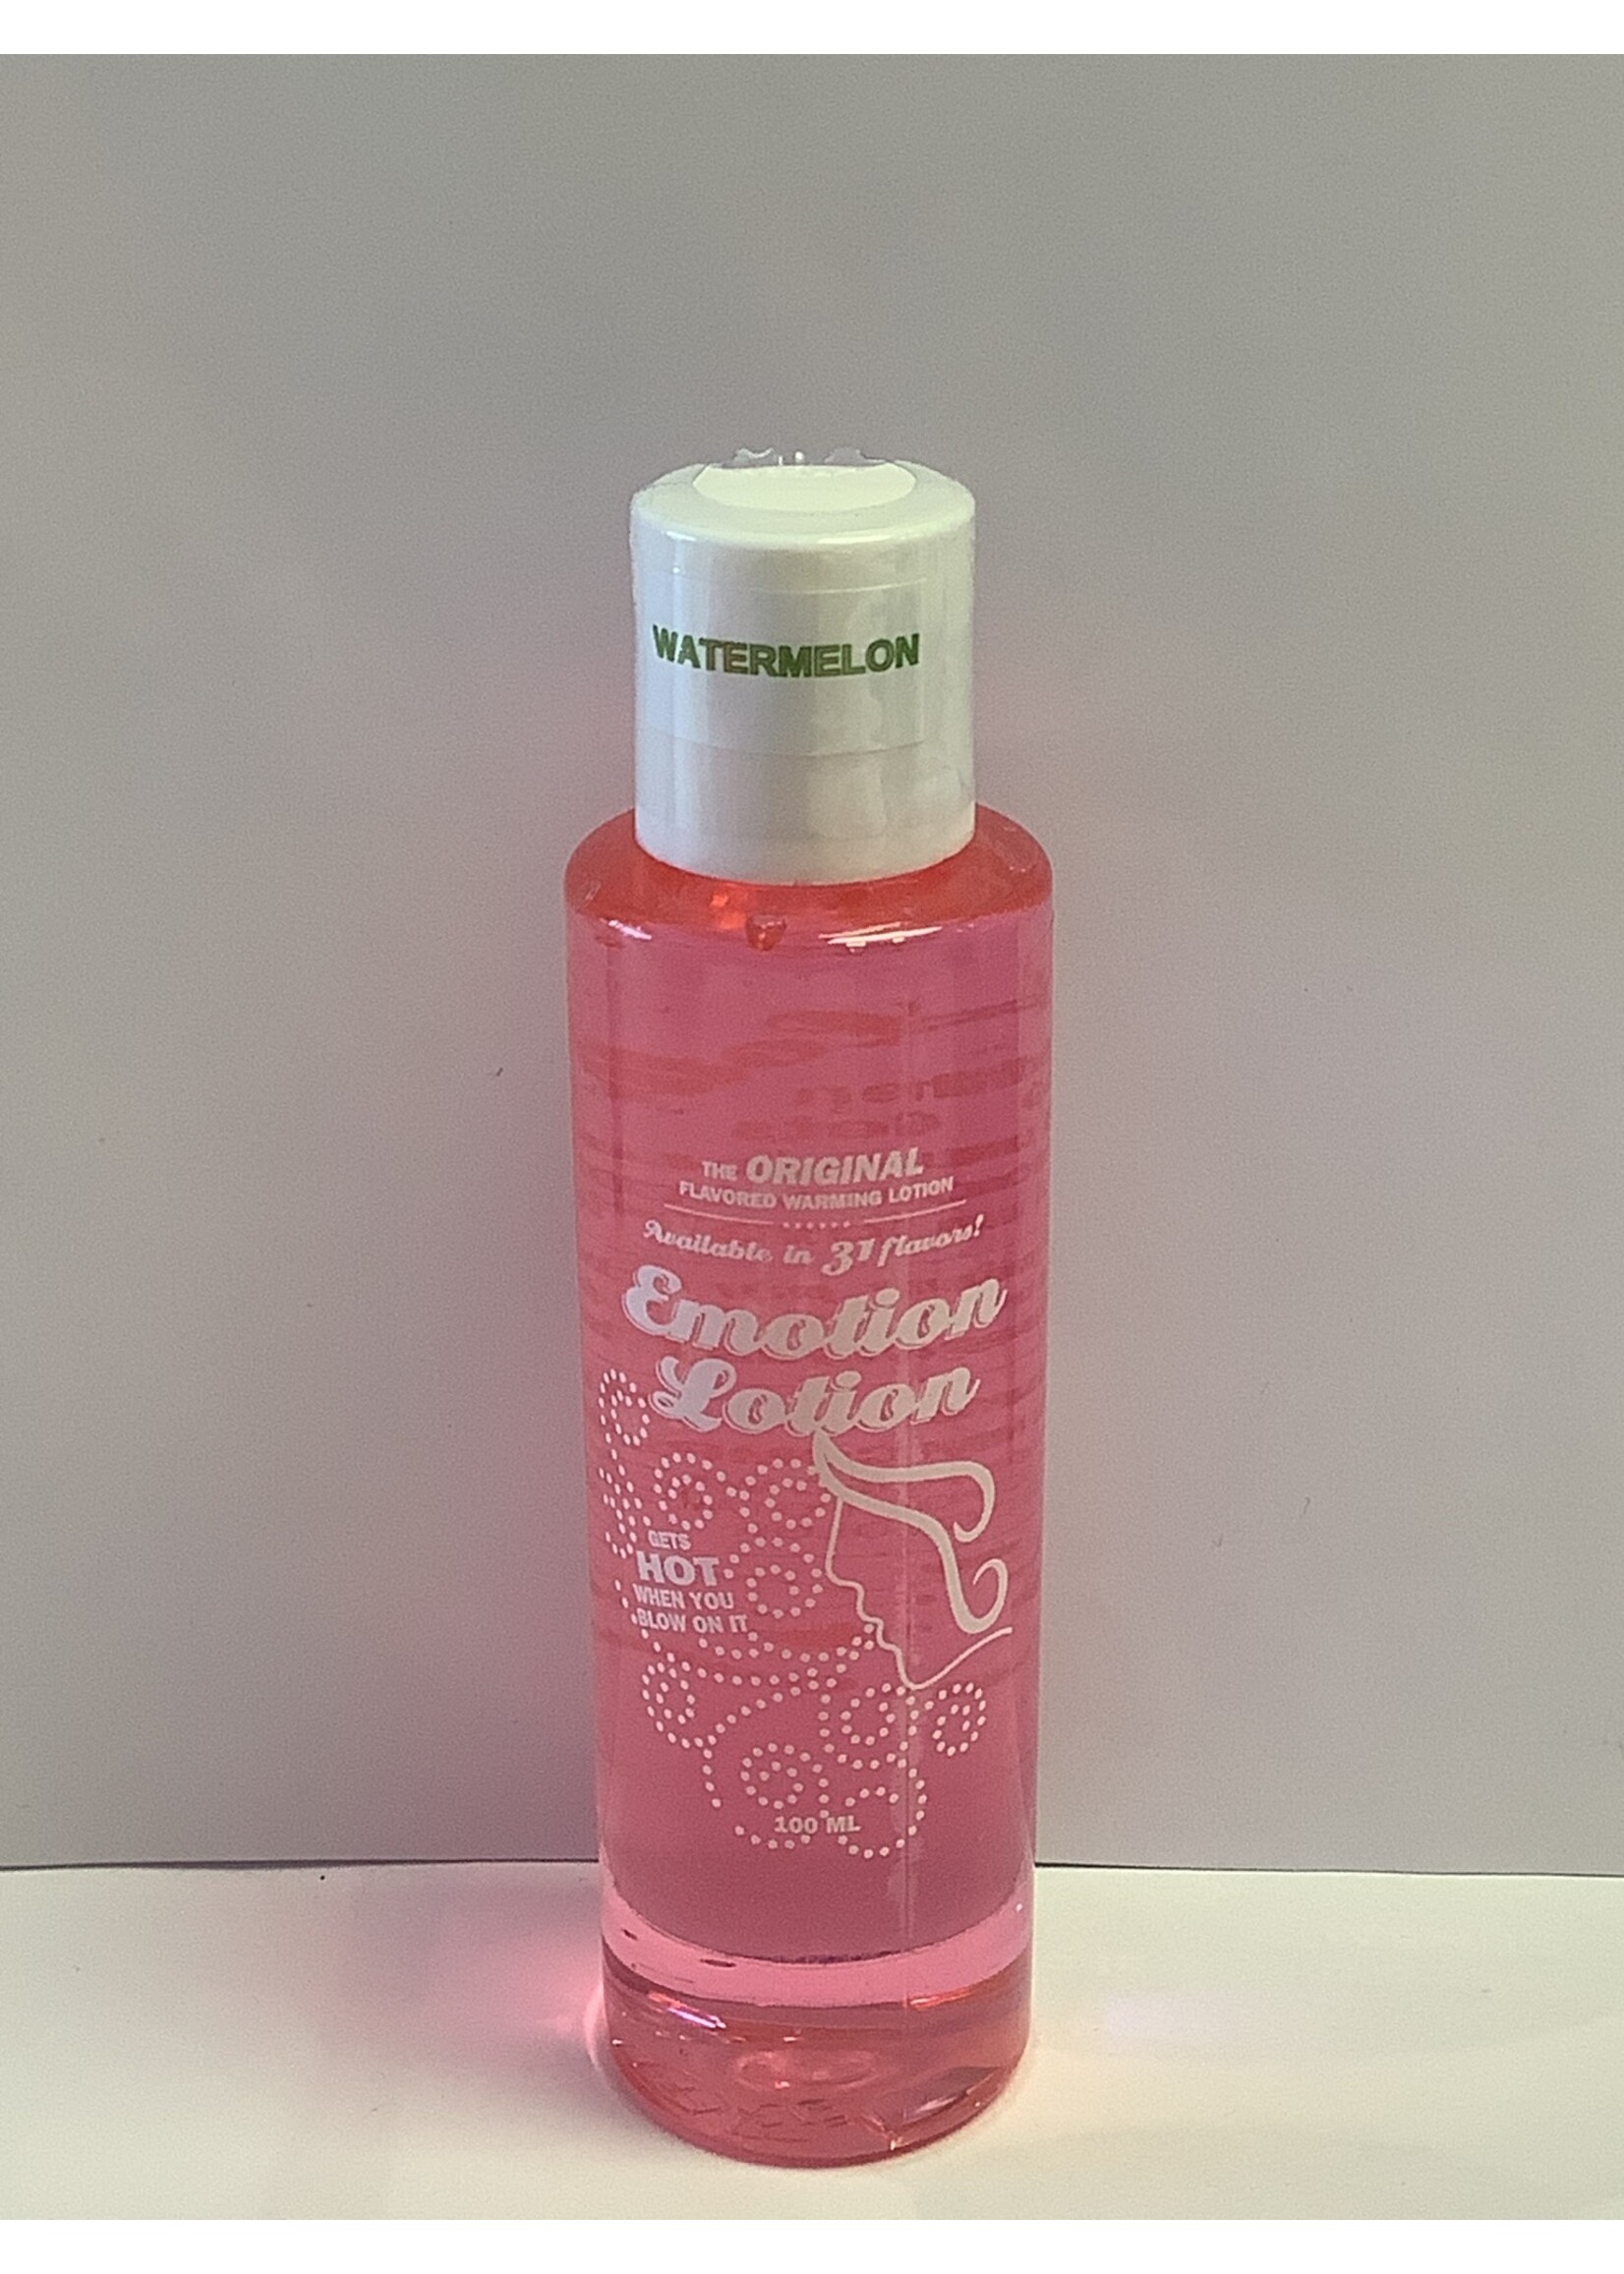 WATERMELON
THE ORIGINAL
FLAVORED WARMING LOTION
Available in 31 flavors!
Emotion
Lotion
GETS
HOT
WHEN YOU
BLOW ON IT
100 ML